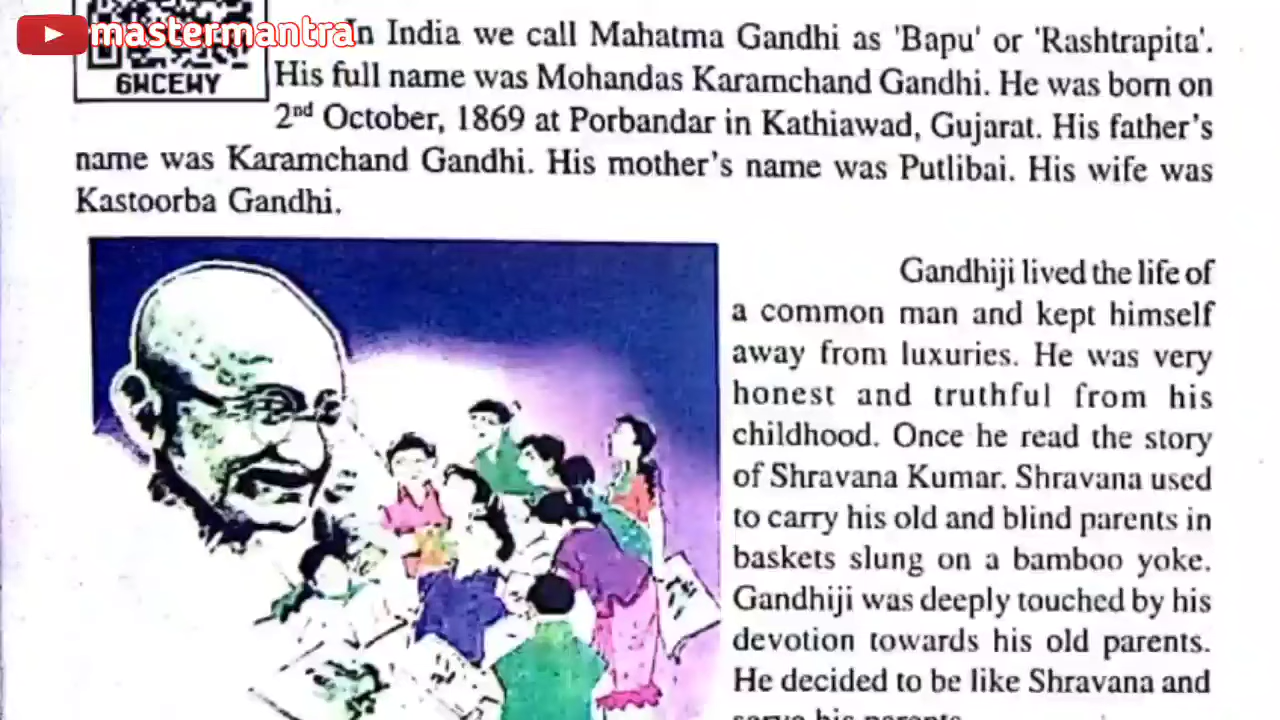 mastermantra
In India we call Mahatma Gandhi as 'Bapu' or 'Rashtrapita'.
6WCEWY
His full name was Mohandas Karamchand Gandhi. He was born on
2nd October, 1869 at Porbandar in Kathiawad, Gujarat. His father's
name was Karamchand Gandhi. His mother's name was Putlibai. His wife was
Kastoorba Gandhi.
Gandhiji lived the life of
a common man and kept himself
away from luxuries. He was very
honest and truthful from his
childhood. Once he read the story
of Shravana Kumar. Shravana used
to carry his old and blind parents in
baskets slung on a bamboo yoke.
Gandhiji was deeply touched by his
devotion towards his old parents.
He decided to be like Shravana and
serve his parents.